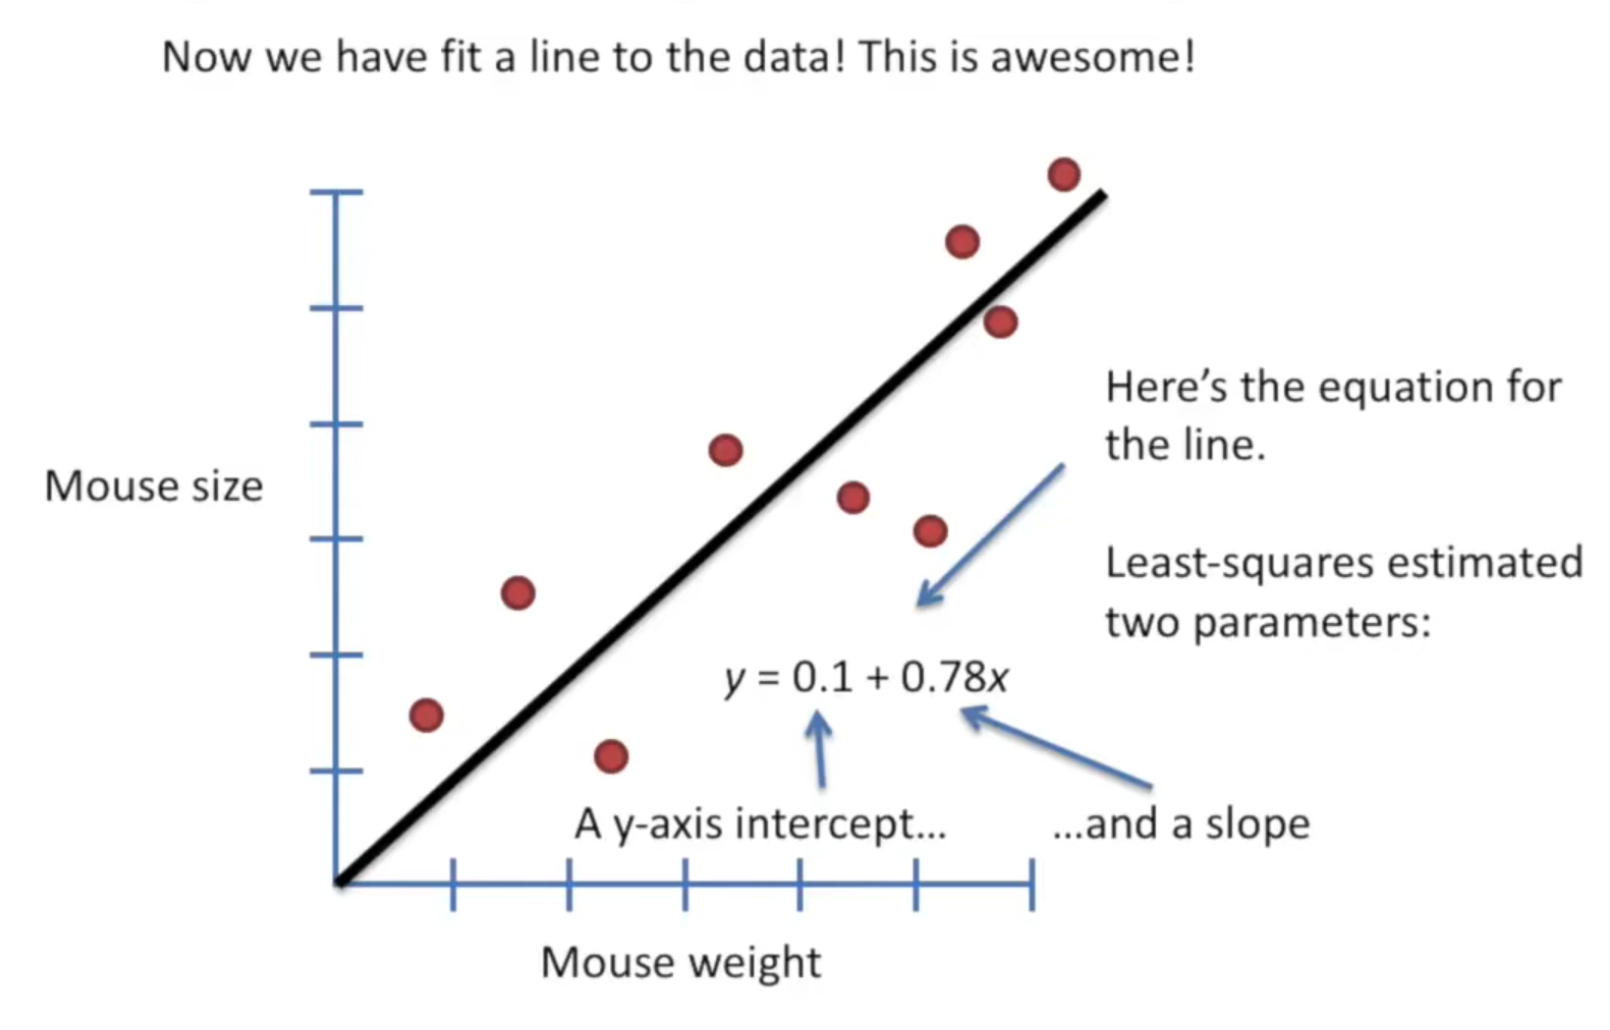 Now we have fit a line to the data! This is awesome!
Mouse size
Here’s the equation for
the line.
Least-squares estimated
two parameters:
y = 0.1 + 0.78x
A y-axis intercept...
...and a slope
Mouse weight